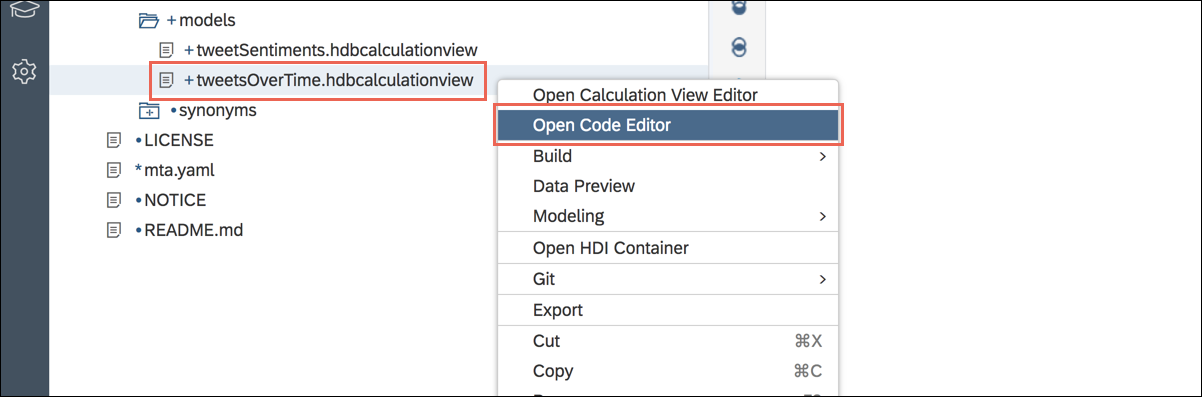 +models
+tweetSentiments.hdbcalculationview
+tweetsOverTime.hdbcalculationview
•synonyms
•LICENSE
*mta.yaml
•NOTICE
•README.md
Open Calculation View Editor
Open Code Editor
Build
Data Preview
Modeling
Open HDI Container
Git
Export
Cut ⌘X
Copy ⌘C